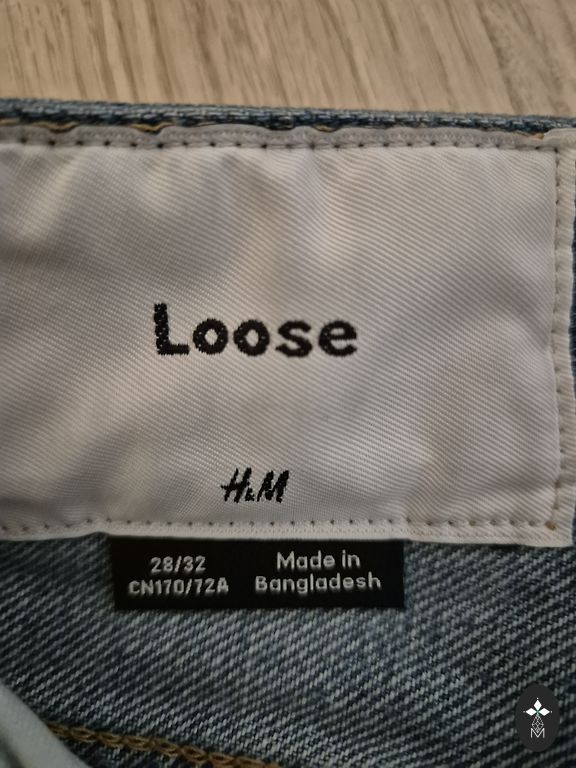 Loose
H&M
28/32
CN170/72A
Made in
Bangladesh